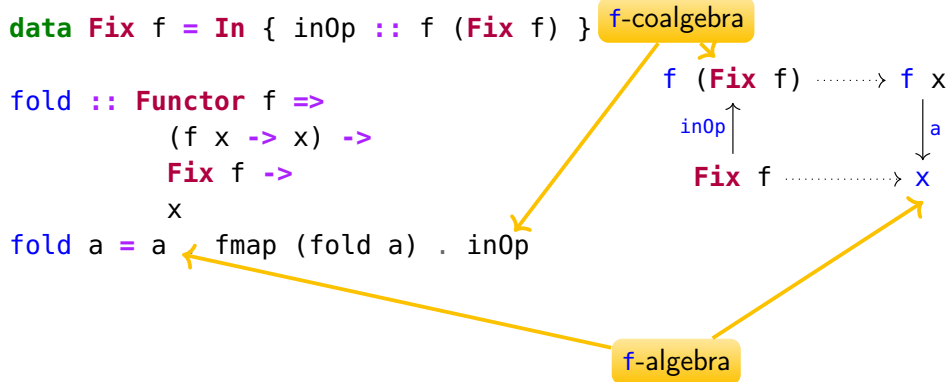 data Fix f = In { inOp :: f (Fix f) }
f-coalgebra
f (Fix f) f x
inOp a
Fix f x
fold :: Functor f =>
(f x -> x) ->
Fix f ->
x
fold a = a . fmap (fold a) . inOp
f-algebra